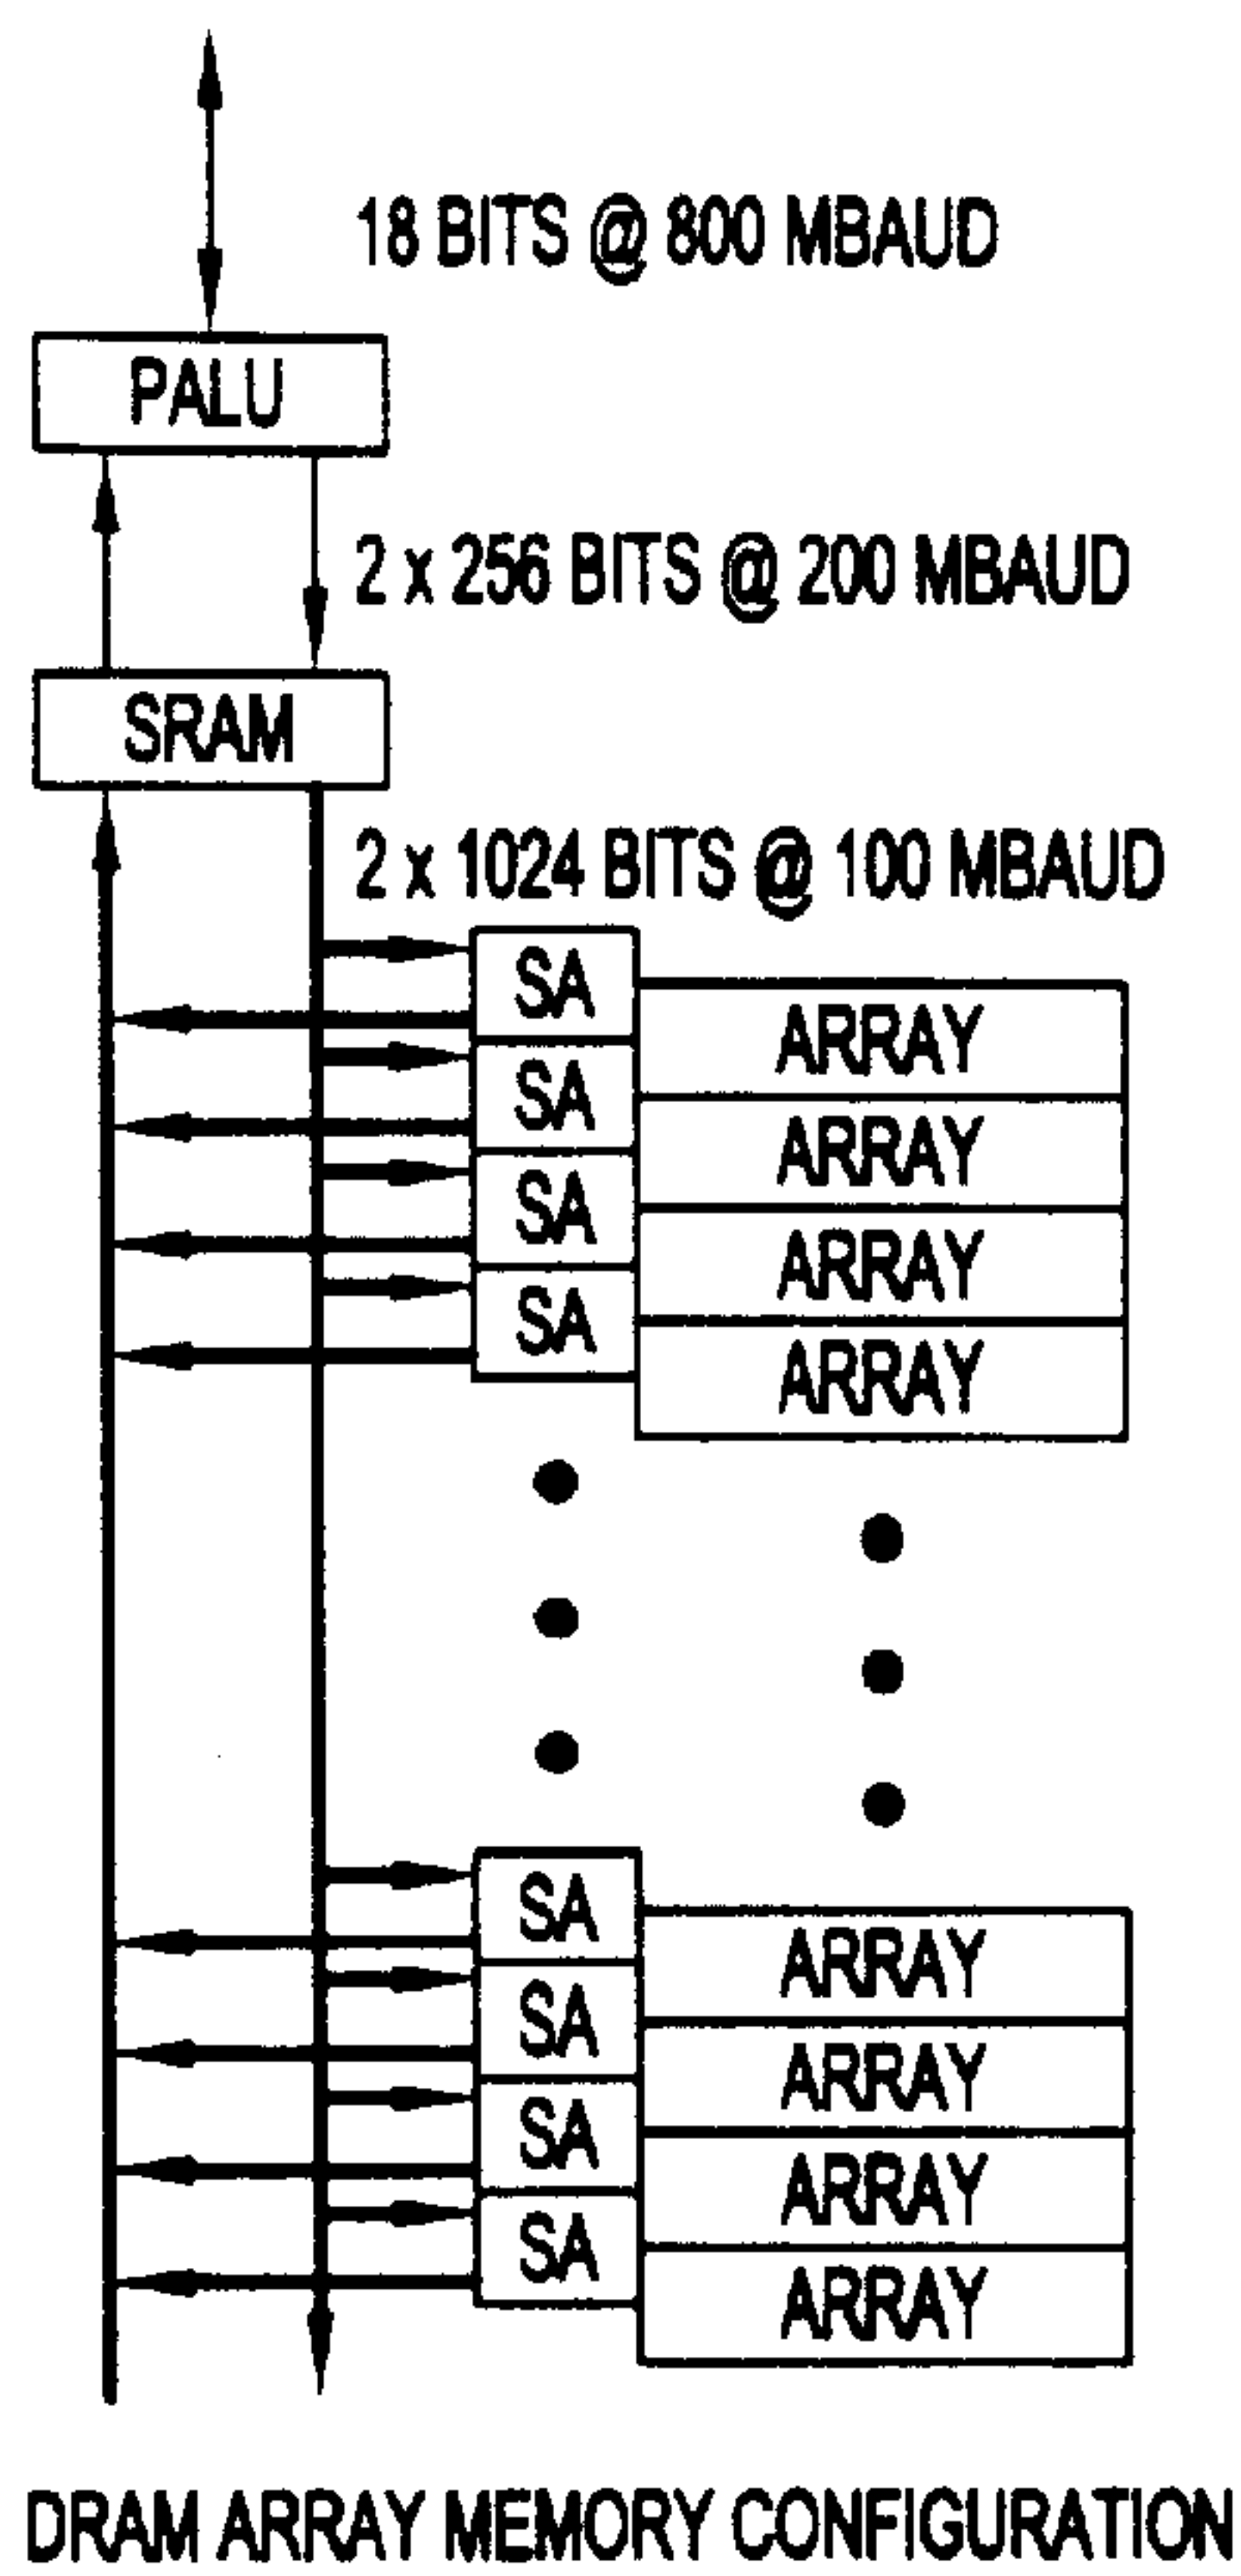 18 BITS @ 800 MBAUD
PALU
2 x 256 BITS @ 200 MBAUD
SRAM
2 x 1024 BITS @ 100 MBAUD
SA
ARRAY
SA
ARRAY
SA
ARRAY
SA
ARRAY
SA
ARRAY
SA
ARRAY
SA
ARRAY
SA
ARRAY
DRAM ARRAY MEMORY CONFIGURATION